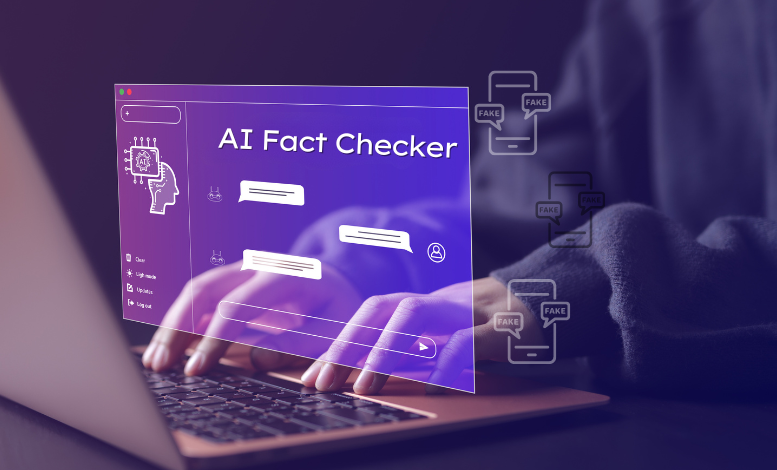 AI Fact Checker
AI
Clear
Light mode
Updates
Log out
FAKE
FAKE
FAKE
FAKE
FAKE
FAKE